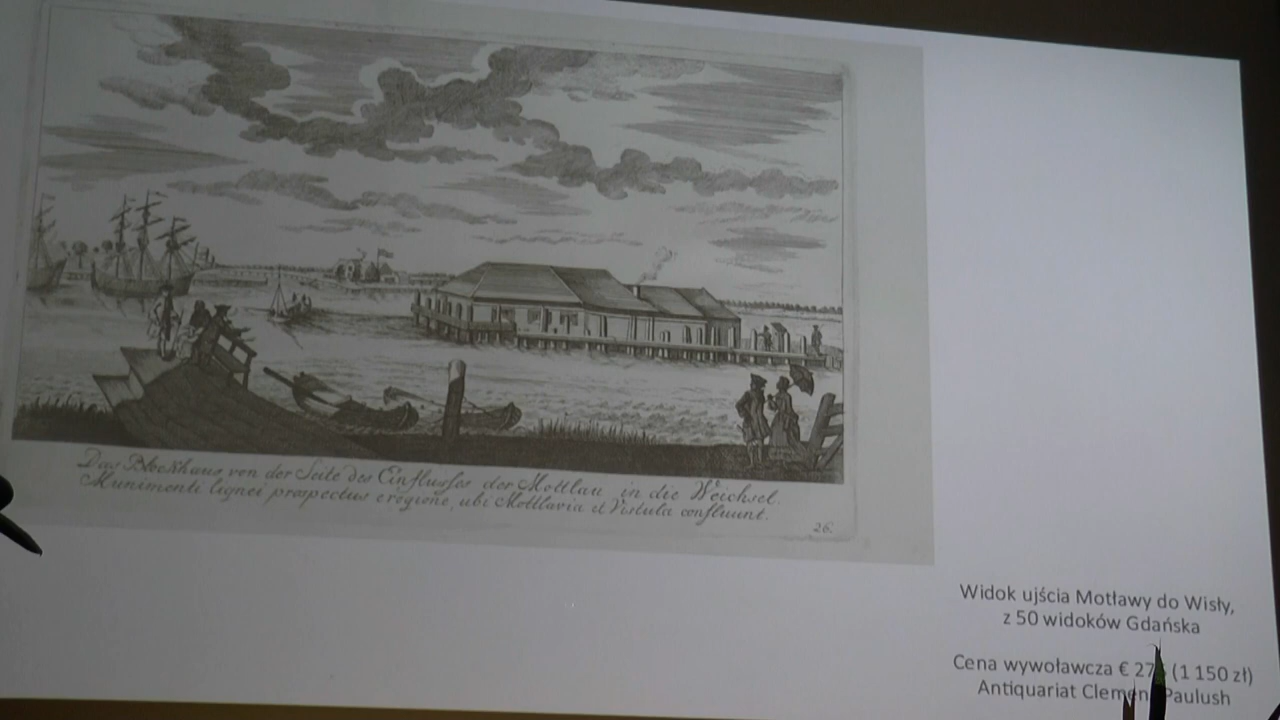 Das Blockhaus von der Seite des Einflusses der Mottlau in die Weichsel.
Munimenti lignei prospectus e regione, ubi Mottlavia et Vistula confluunt.
26.
Widok ujścia Motławy do Wisły,
z 50 widoków Gdańska
Cena wywoławcza € (1 150 zł)
Antiquariat Paulush